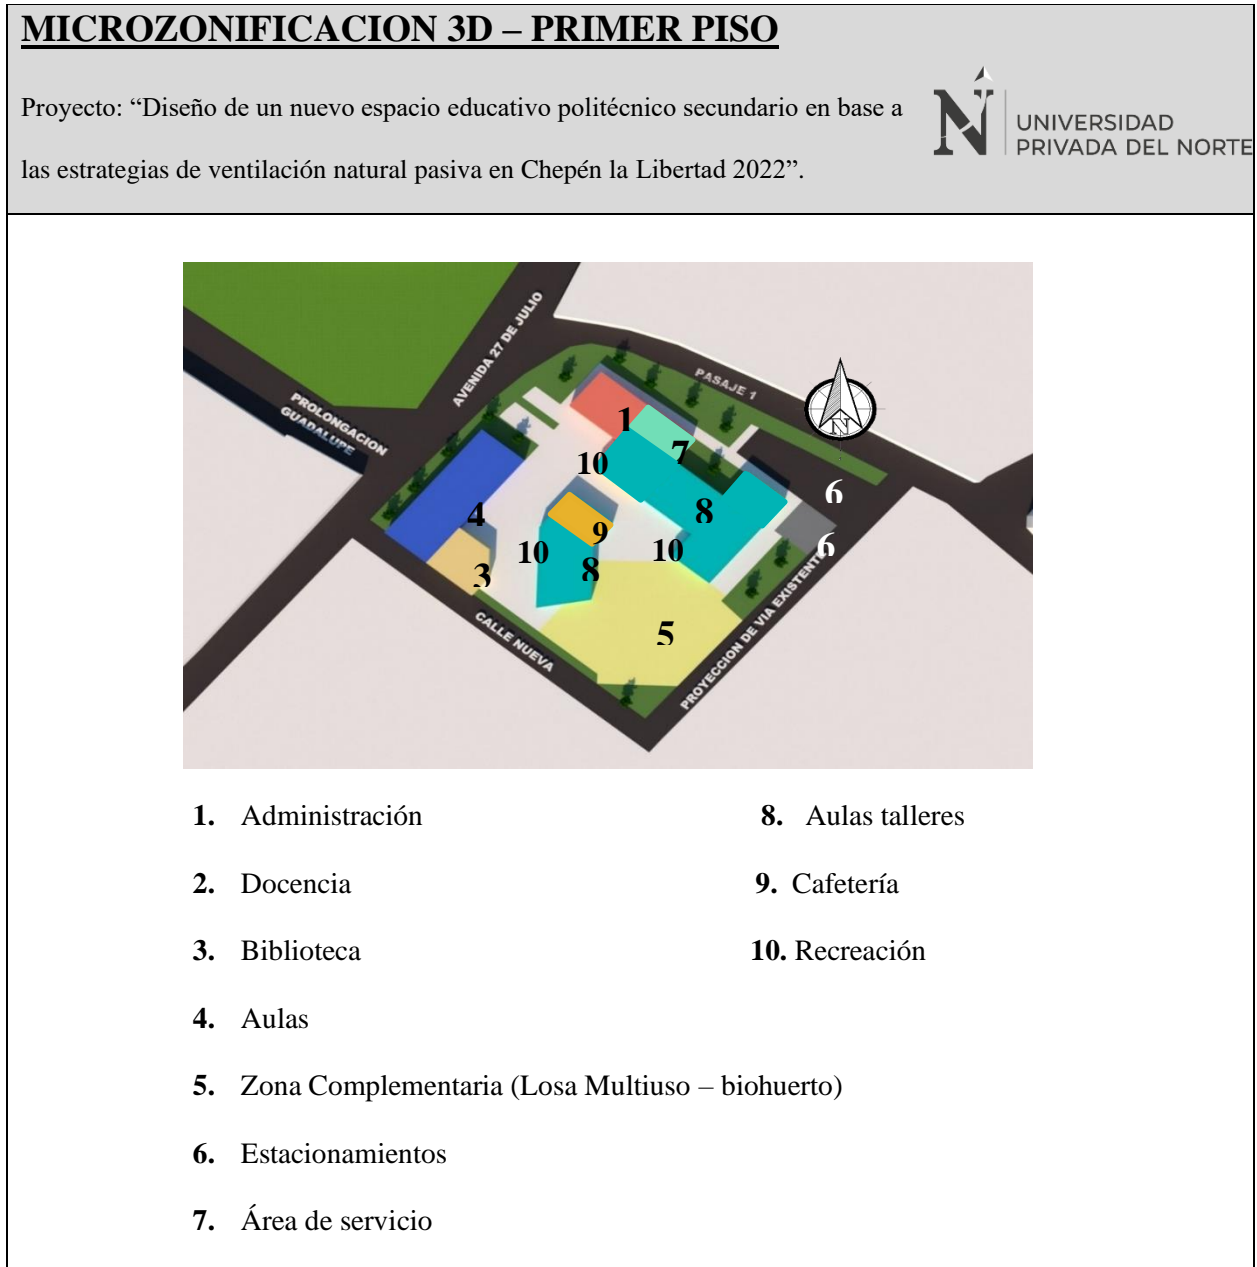 MICROZONIFICACION 3D – PRIMER PISO
Proyecto: “Diseño de un nuevo espacio educativo politécnico secundario en base a
las estrategias de ventilación natural pasiva en Chepén la Libertad 2022”.
UNIVERSIDAD
PRIVADA DEL NORTE
AVENIDA 27 DE JULIO
PROLONGACION
GUADALUPE
PASAJE 1
N
1
7
10
6
8
4
9
10
10
6
8
3
5
CALLE NUEVA
PROYECCION DE VIA EXISTENTE
1. Administración
8. Aulas talleres
2. Docencia
9. Cafetería
3. Biblioteca
10. Recreación
4. Aulas
5. Zona Complementaria (Losa Multiuso – biohuerto)
6. Estacionamientos
7. Área de servicio